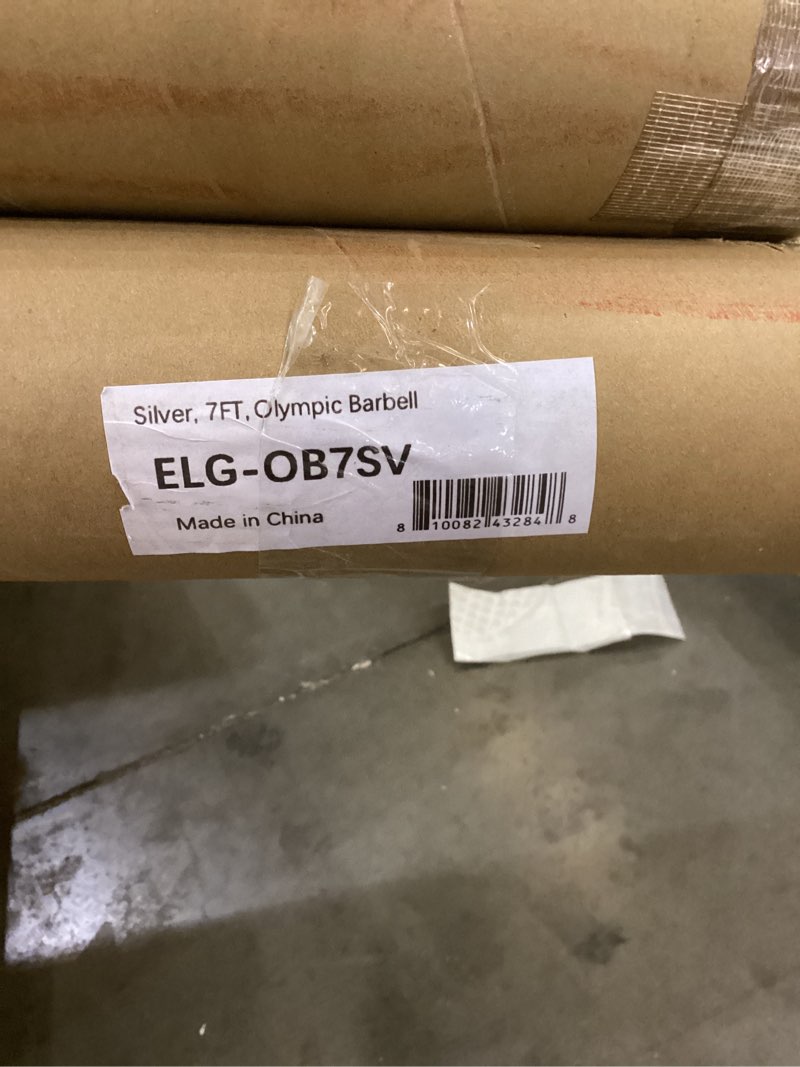 Silver, 7FT, Olympic Barbell
ELG-OB7SV
Made in China
8 10082 43284 8